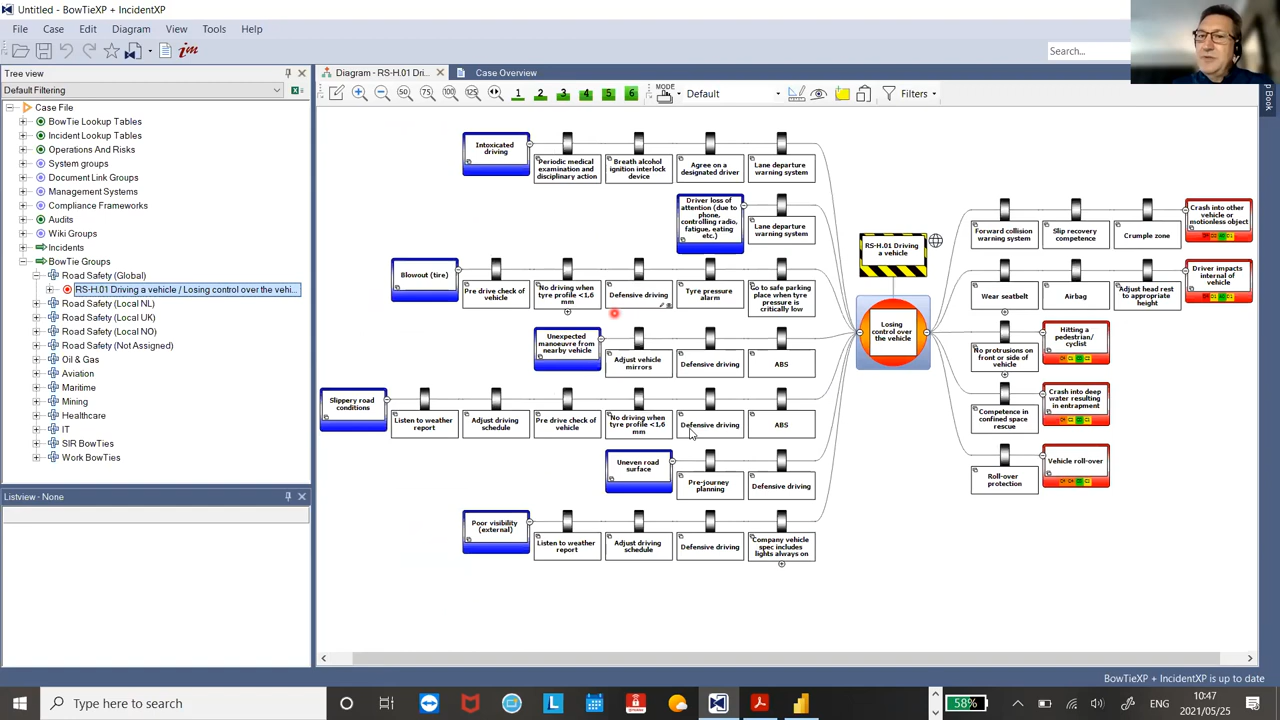 Untitled - BowTieXP + IncidentXP
File Case Edit Diagram View Tools Help
im
Search...
Tree view
Default Filtering
Case File
BowTie Lookup Tables
Incident Lookup Tables
Operations And Risks
System groups
Document Link Groups
Management Systems
Compliance Frameworks
Audits
Wiki Groups
Incidents
BowTie Groups
Road Safety (Global)
RS-H.01 Driving a vehicle / Losing control over the vehi...
Road Safety (Local NL)
Road Safety (Local UK)
Road Safety (Local NO)
Road Safety (Not Assigned)
Oil & Gas
Aviation
Maritime
Mining
Healthcare
IT
SIR BowTies
Work BowTies
Listview - None
Diagram - RS-H.01 Dri...
Case Overview
50
75
100
125
1 2 3 4 5 6
MODE
Default
Filters
p Book
Intoxicated
driving
Periodic medical
examination and
disciplinary action
Breath alcohol
ignition interlock
device
Agree on a
designated driver
Lane departure
warning system
Driver loss of
attention (due to
phone,
controlling radio,
fatigue, eating
etc.)
Lane departure
warning system
Blowout (tire)
Pre drive check of
vehicle
No driving when
tyre profile <1,6
mm
Defensive driving
Tyre pressure
alarm
Go to safe
parking
place when tyre
pressure is
critically low
Unexpected
manoeuvre from
nearby vehicle
Adjust vehicle
mirrors
Defensive driving
ABS
Slippery road
conditions
Listen to weather
report
Adjust driving
schedule
Pre drive check of
vehicle
No driving when
tyre profile <1,6
mm
Defensive driving
ABS
Uneven road
surface
Pre-journey
planning
Defensive driving
Poor visibility
(external)
Listen to weather
report
Adjust driving
schedule
Defensive driving
Company vehicle
spec includes
lights always on
RS-H.01 Driving
a vehicle
Losing
control over
the vehicle
Forward collision
warning system
Slip recovery
competence
Crumple zone
Crash into other
vehicle or
motionless object
Wear seatbelt
Airbag
Adjust head rest
to appropriate
height
Driver impacts
internal of
vehicle
No protrusions on
front or side of
vehicle
Hitting a
pedestrian/
cyclist
Competence in
confined space
rescue
Crash into deep
water resulting in
entrapment
Roll-over
protection
Vehicle roll-over
BowTieXP + IncidentXP is up to date
Type here to search
L
58%
ENG
10:47
2021/05/25